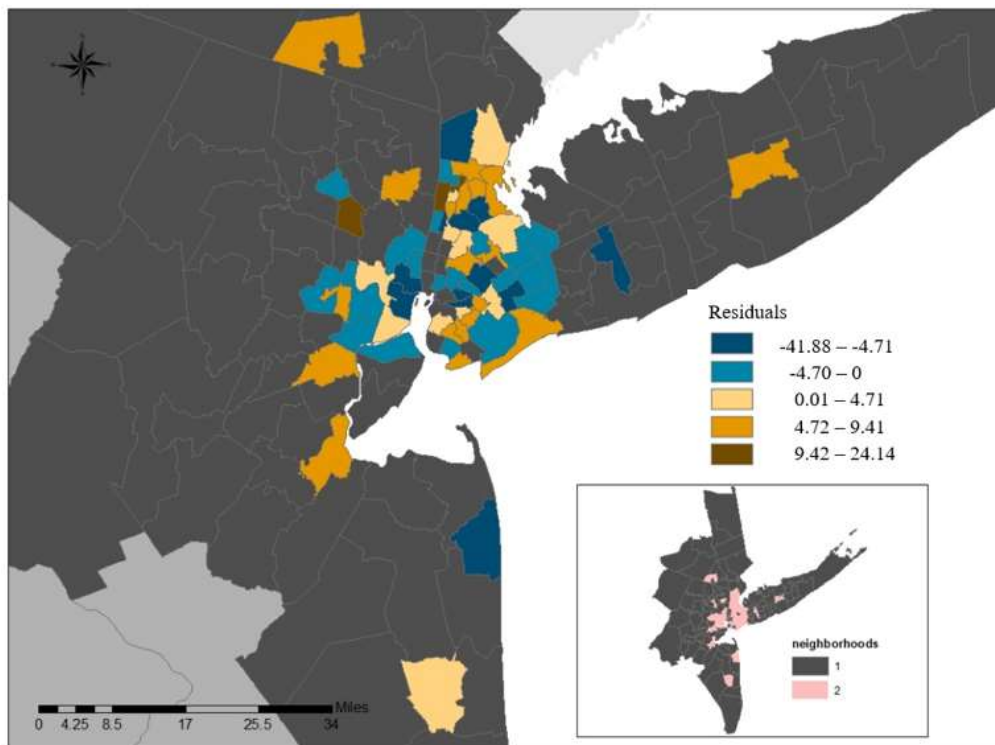 Residuals
-41.88 – -4.71
-4.70 – 0
0.01 – 4.71
4.72 – 9.41
9.42 – 24.14
neighborhoods
1
2
Miles
0 4.25 8.5 17 25.5 34